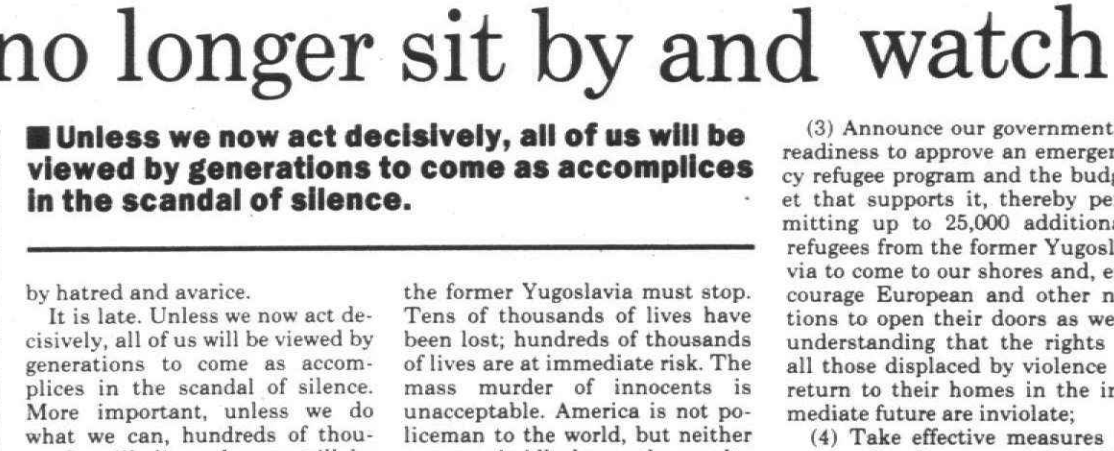 no longer sit by and watch
■ Unless we now act decisively, all of us will be
viewed by generations to come as accomplices
in the scandal of silence.
by hatred and avarice.
It is late. Unless we now act de-
cisively, all of us will be viewed by
generations to come as accom-
plices in the scandal of silence.
More important, unless we do
what we can, hundreds of thou-
the former Yugoslavia must stop.
Tens of thousands of lives have
been lost; hundreds of thousands
of lives are at immediate risk. The
mass murder of innocents is
unacceptable. America is not po-
liceman to the world, but neither
(3) Announce our government
readiness to approve an emergen
cy refugee program and the budg
et that supports it, thereby pe
mitting up to 25,000 additiona
refugees from the former Yugosl
via to come to our shores and, e
courage European and other n
tions to open their doors as we
understanding that the rights
all those displaced by violence
return to their homes in the i
mediate future are inviolate;
(4) Take effective measures